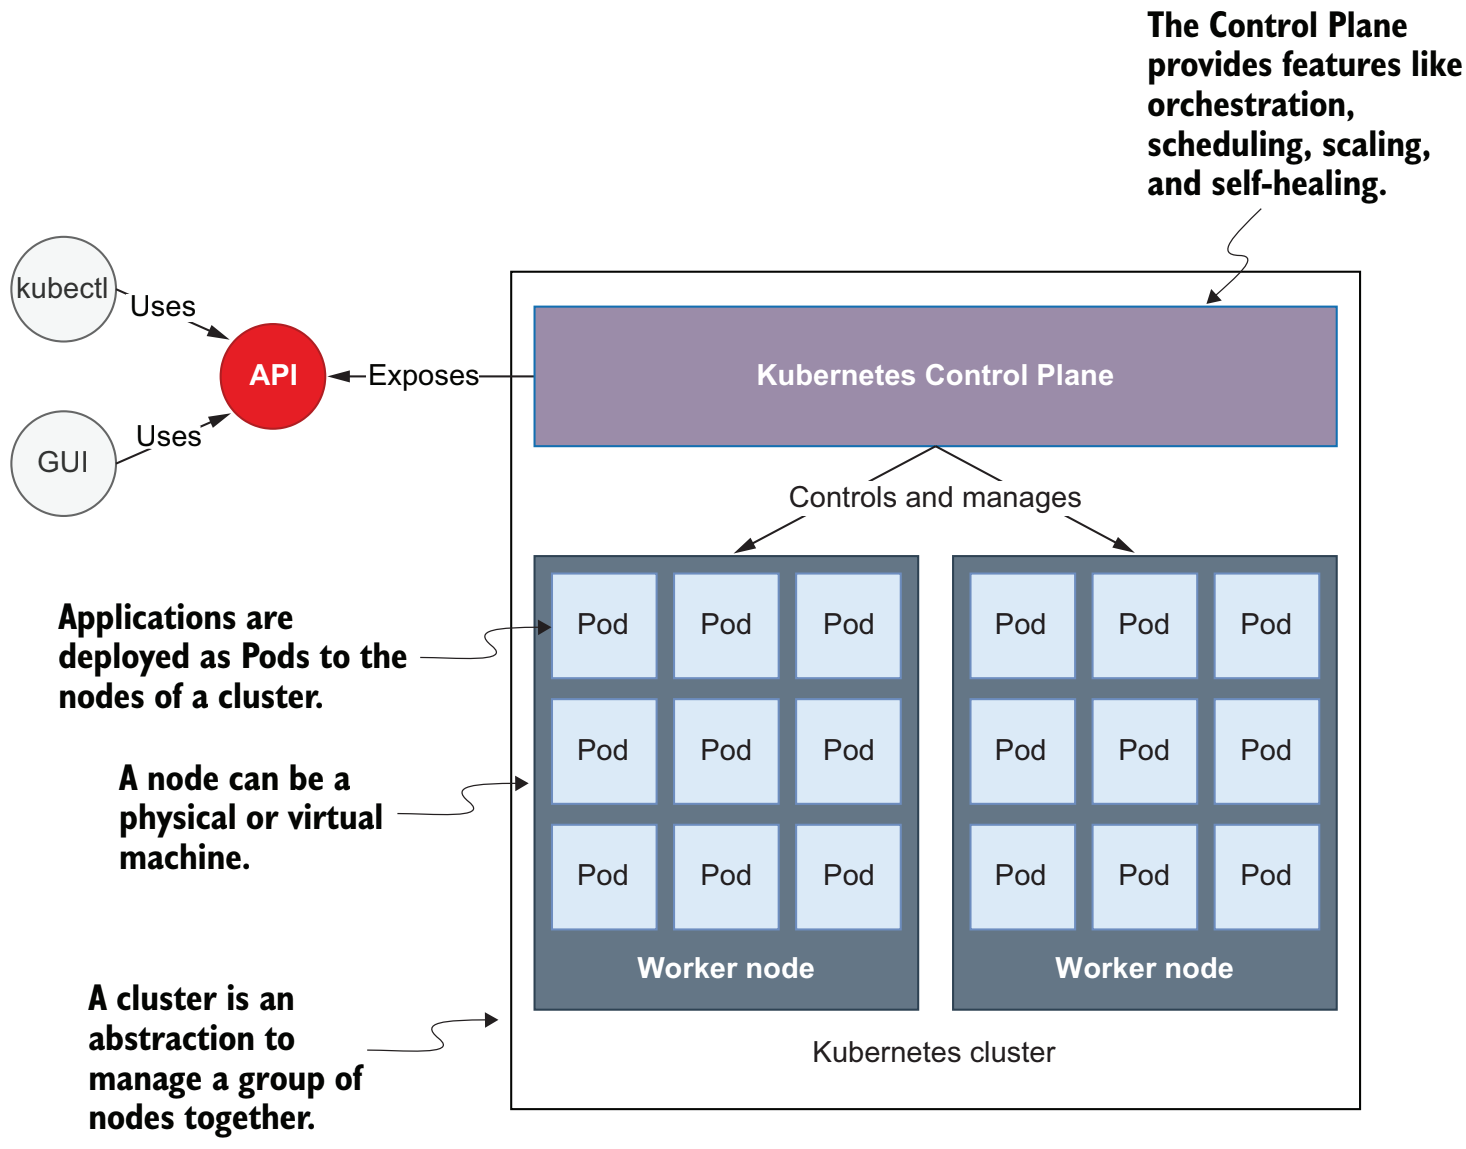 The Control Plane
provides features like
orchestration,
scheduling, scaling,
and self-healing.
kubectl
Uses
API
Exposes
Kubernetes Control Plane
GUI
Uses
Controls and manages
Applications are
deployed as Pods to the
nodes of a cluster.
A node can be a
physical or virtual
machine.
A cluster is an
abstraction to
manage a group of
nodes together.
Pod Pod Pod
Pod Pod Pod
Pod Pod Pod
Worker node
Pod Pod Pod
Pod Pod Pod
Pod Pod Pod
Worker node
Kubernetes cluster